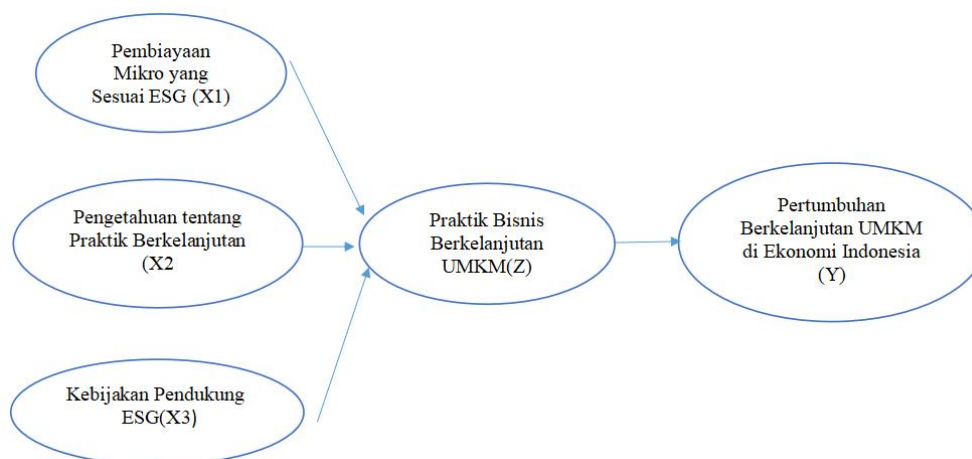 Pembiayaan
Mikro yang
Sesuai ESG (X1)
Pengetahuan tentang
Praktik Berkelanjutan
(X2
Kebijakan Pendukung
ESG(X3)
Praktik Bisnis
Berkelanjutan
UMKM(Z)
Pertumbuhan
Berkelanjutan UMKM
di Ekonomi Indonesia
(Y)